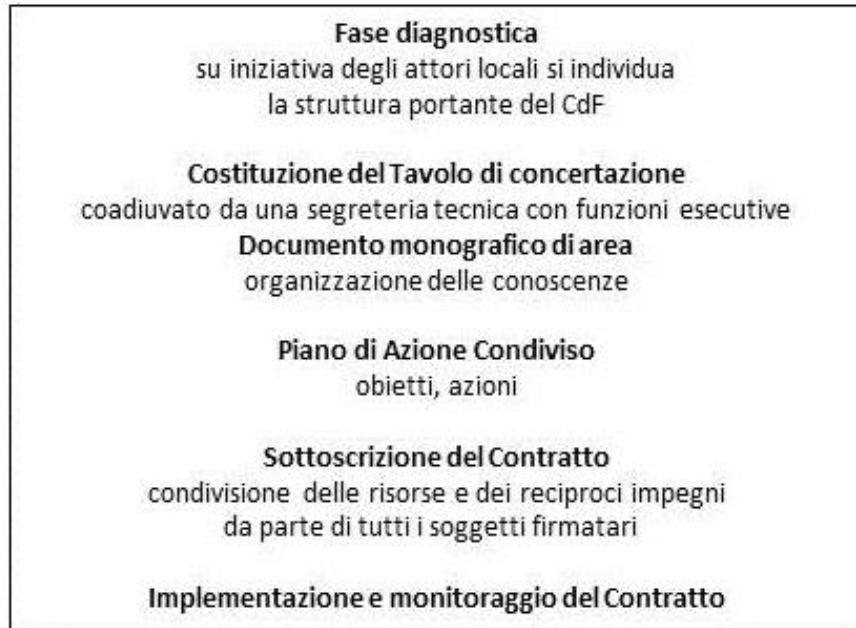 Fase diagnostica
su iniziativa degli attori locali si individua
la struttura portante del CdF
Costituzione del Tavolo di concertazione
coadiuvato da una segreteria tecnica con funzioni esecutive
Documento monografico di area
organizzazione delle conoscenze
Piano di Azione Condiviso
obietti, azioni
Sottoscrizione del Contratto
condivisione delle risorse e dei reciproci impegni
da parte di tutti i soggetti firmatari
Implementazione e monitoraggio del Contratto